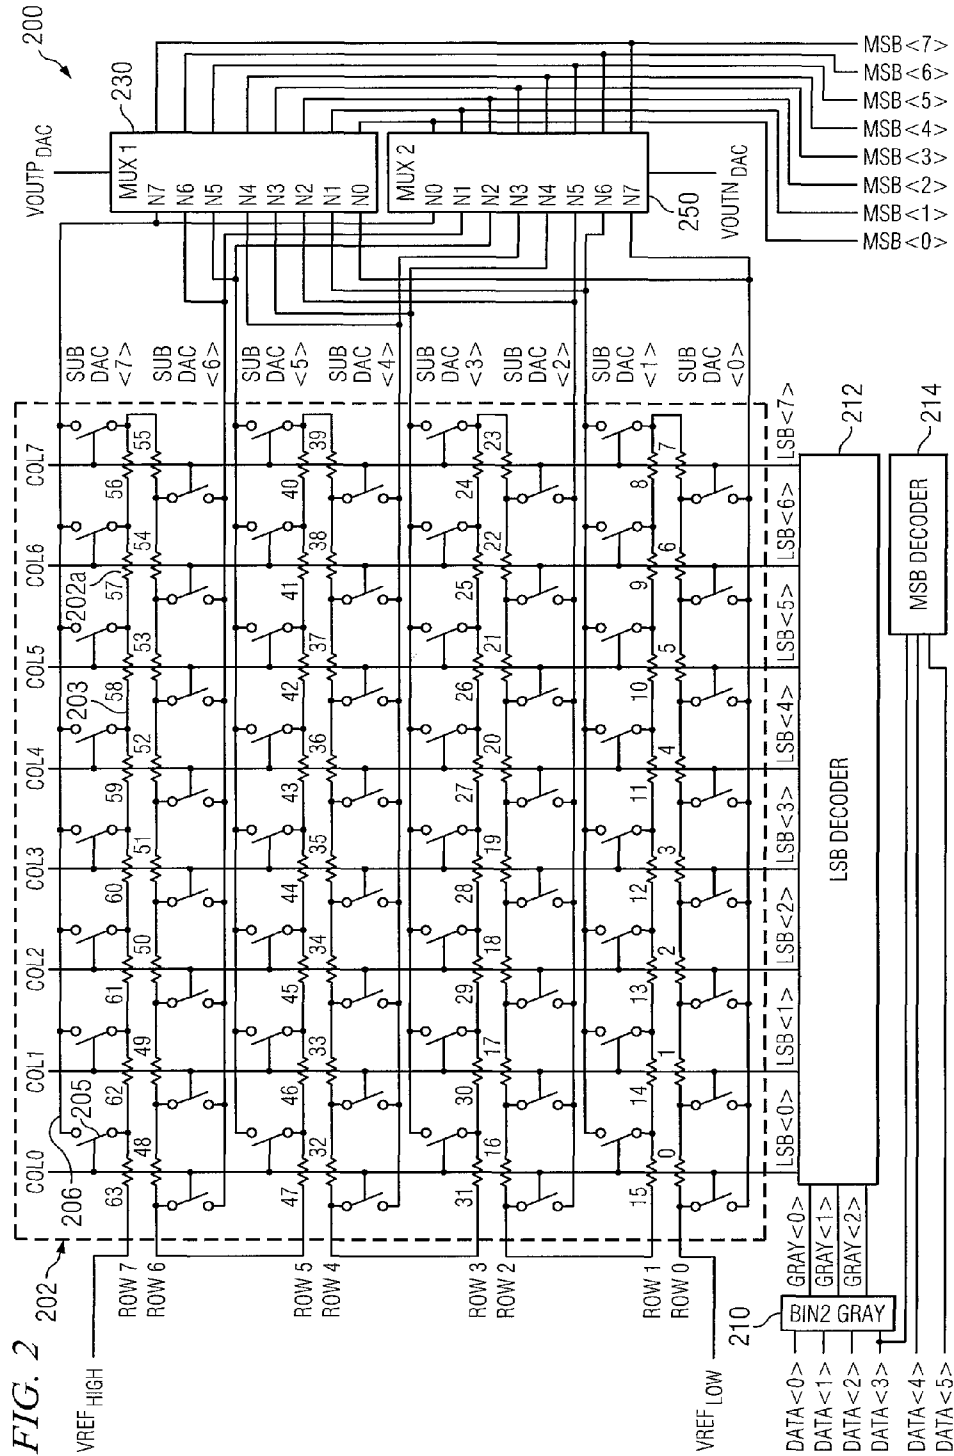 FIG. 2
200
202
VREF HIGH
VREF LOW
COL0
COL1
COL2
COL3
COL4
COL5
COL6
COL7
206
205
203
202a
ROW 7
63 62 61 60 59 58 57 56
ROW 6
48 49 50 51 52 53 54 55
ROW 5
47 46 45 44 43 42 41 40
ROW 4
32 33 34 35 36 37 38 39
ROW 3
31 30 29 28 27 26 25 24
ROW 2
16 17 18 19 20 21 22 23
ROW 1
15 14 13 12 11 10 9 8
ROW 0
0 1 2 3 4 5 6 7
SUB DAC <7>
SUB DAC <6>
SUB DAC <5>
SUB DAC <4>
SUB DAC <3>
SUB DAC <2>
SUB DAC <1>
SUB DAC <0>
VOUTP DAC
230
MUX 1
N7
N6
N5
N4
N3
N2
N1
N0
MUX 2
N0
N1
N2
N3
N4
N5
N6
N7
250
VOUTN DAC
MSB<7>
MSB<6>
MSB<5>
MSB<4>
MSB<3>
MSB<2>
MSB<1>
MSB<0>
LSB<0>
LSB<1>
LSB<2>
LSB<3>
LSB<4>
LSB<5>
LSB<6>
LSB<7>
LSB DECODER
212
MSB DECODER
214
210
BIN2 GRAY
GRAY<0>
GRAY<1>
GRAY<2>
DATA<0>
DATA<1>
DATA<2>
DATA<3>
DATA<4>
DATA<5>